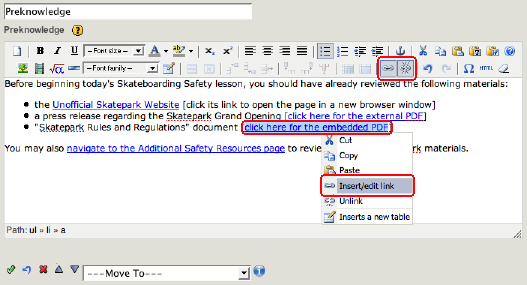 Preknowledge
Preknowledge
B I U -- Font size -- A ab
x₂ x²
-- Font family --
Ω HTML
Before beginning today's Skateboarding Safety lesson, you should have already reviewed the following materials:
the Unofficial Skatepark Website [click its link to open the page in a new browser window]
a press release regarding the Skatepark Grand Opening [click here for the external PDF]
"Skatepark Rules and Regulations" document [click here for the embedded PDF]
You may also navigate to the Additional Safety Resources page to revie
k materials.
Cut
Copy
Paste
Insert/edit link
Unlink
Inserts a new table
Path: ul » li » a
---Move To---